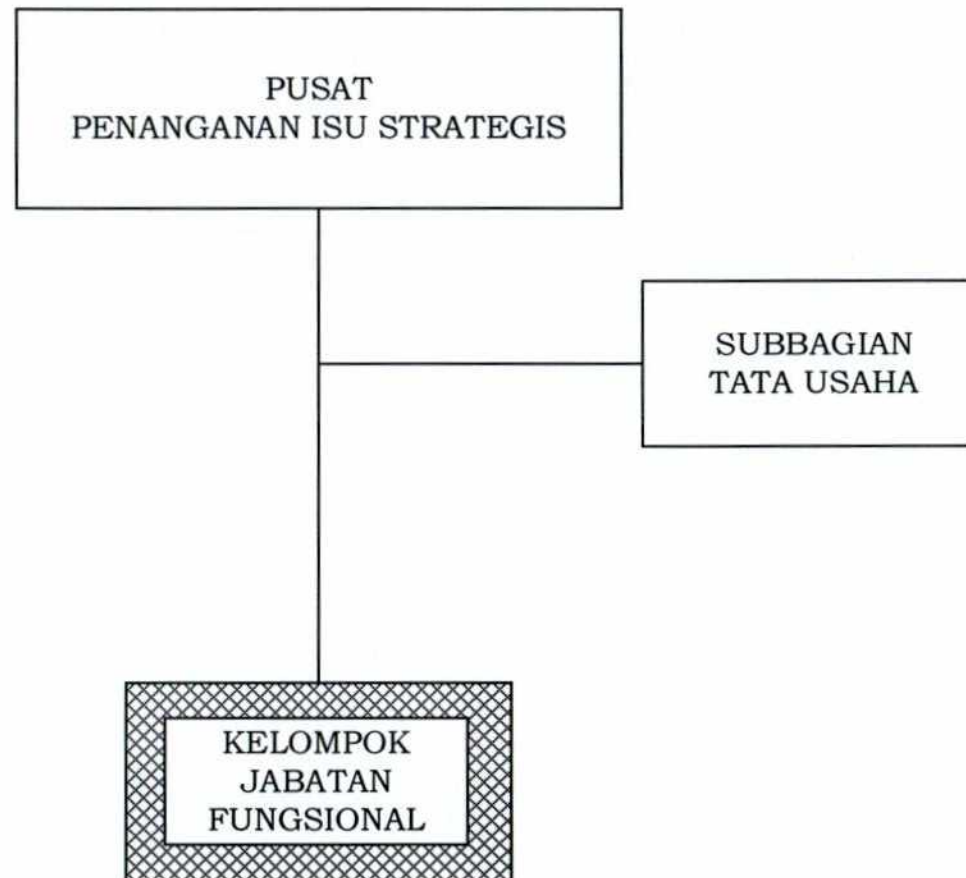 PUSAT
PENANGANAN ISU STRATEGIS
SUBBAGIAN
TATA USAHA
KELOMPOK
JABATAN
FUNGSIONAL